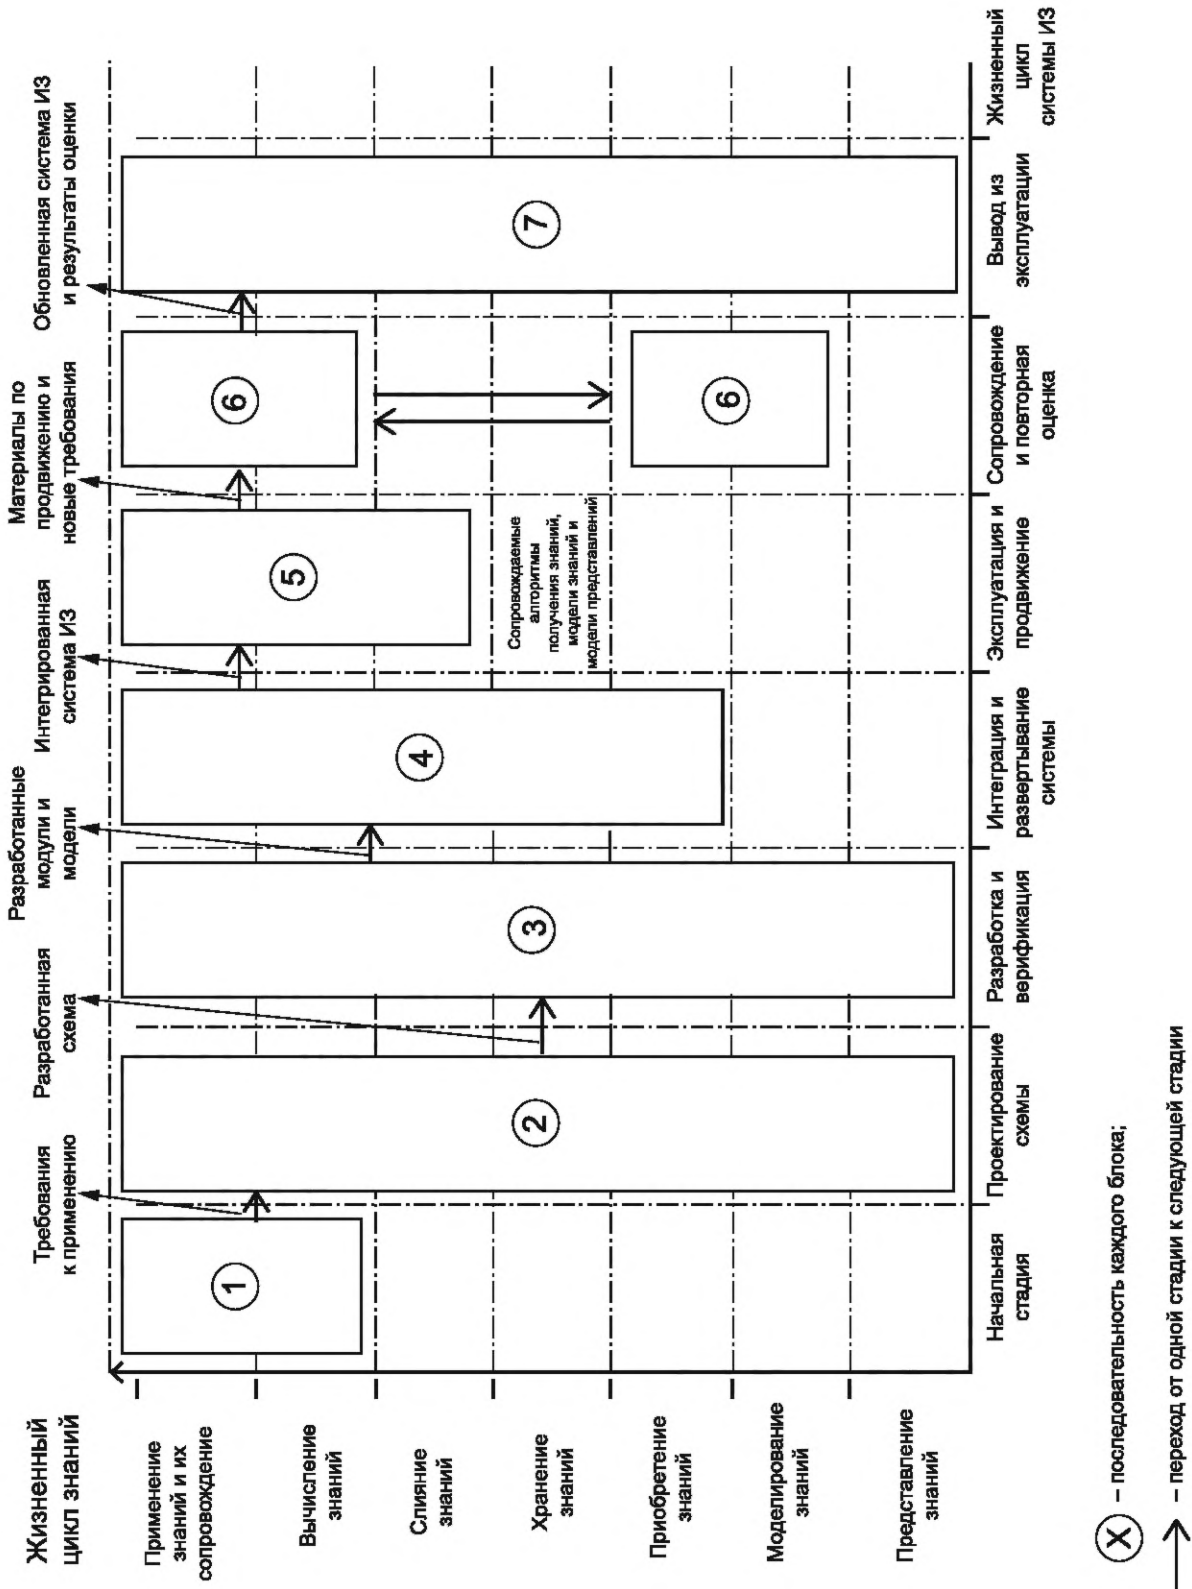 Жизненный
цикл знаний
Применение
знаний и их
сопровождение
Вычисление
знаний
Слияние
знаний
Хранение
знаний
Приобретение
знаний
Моделирование
знаний
Представление
знаний
Требования
к применению
Разработанная
схема
Разработанные
модули и
модели
Интегрированная
система ИЗ
Материалы по
продвижению и
новые требования
Обновленная система ИЗ
и результаты оценки
1
2
3
4
5
6
6
7
Сопровождаемые
алгоритмы
получения знаний,
модели знаний и
модели представлений
Начальная
стадия
Проектирование
схемы
Разработка и
верификация
Интеграция и
развертывание
системы
Эксплуатация и
продвижение
Сопровождение
и повторная
оценка
Вывод из
эксплуатации
Жизненный
цикл
системы ИЗ
X – последовательность каждого блока;
– переход от одной стадии к следующей стадии